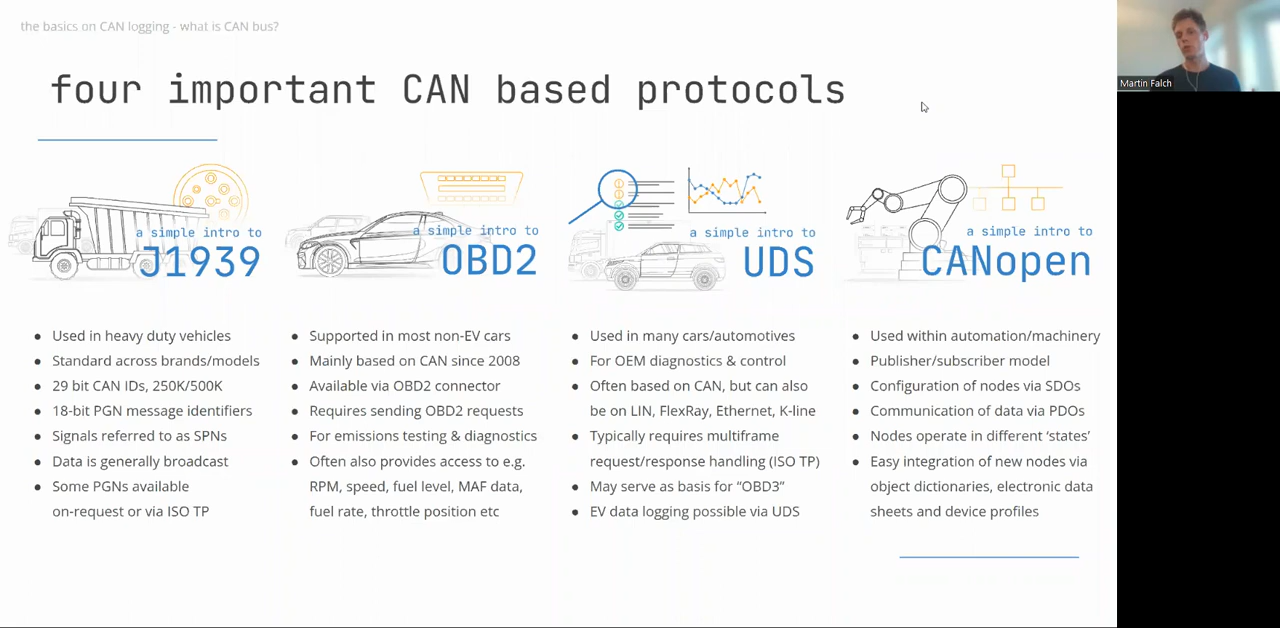 the basics on CAN logging - what is CAN bus?
four important CAN based protocols
Martin Falch
a simple intro to
J1939
Used in heavy duty vehicles
Standard across brands/models
29 bit CAN IDs, 250K/500K
18-bit PGN message identifiers
Signals referred to as SPNs
Data is generally broadcast
Some PGNs available
on-request or via ISO TP
a simple intro to
OBD2
Supported in most non-EV cars
Mainly based on CAN since 2008
Available via OBD2 connector
Requires sending OBD2 requests
For emissions testing & diagnostics
Often also provides access to e.g.
RPM, speed, fuel level, MAF data,
fuel rate, throttle position etc
a simple intro to
UDS
Used in many cars/automotives
For OEM diagnostics & control
Often based on CAN, but can also
be on LIN, FlexRay, Ethernet, K-line
Typically requires multiframe
request/response handling (ISO TP)
May serve as basis for “OBD3”
EV data logging possible via UDS
a simple intro to
CANopen
Used within automation/machinery
Publisher/subscriber model
Configuration of nodes via SDOs
Communication of data via PDOs
Nodes operate in different ‘states’
Easy integration of new nodes via
object dictionaries, electronic data
sheets and device profiles